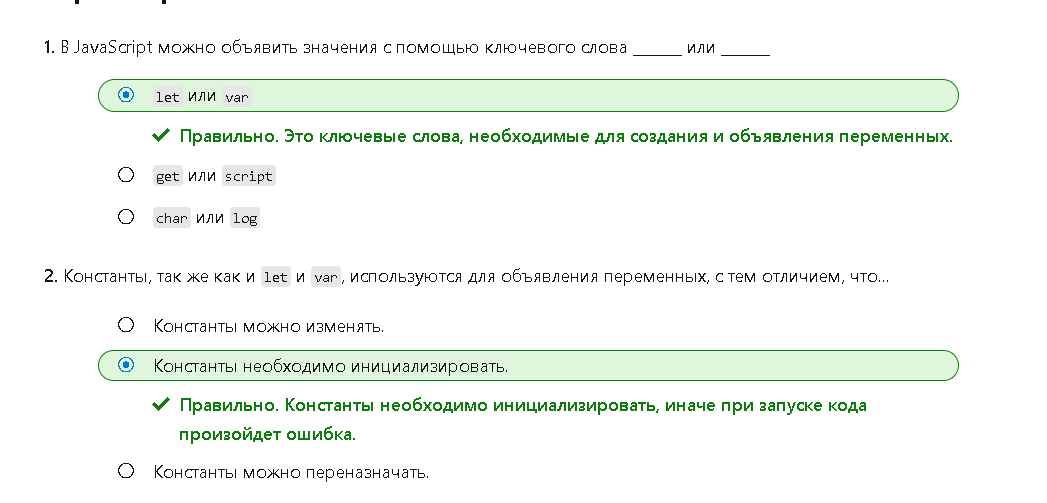 1. В JavaScript можно объявить значения с помощью ключевого слова ______ или ______
let или var
Правильно. Это ключевые слова, необходимые для создания и объявления переменных.
get или script
char или log
2. Константы, так же как и let и var, используются для объявления переменных, с тем отличием, что...
Константы можно изменять.
Константы необходимо инициализировать.
Правильно. Константы необходимо инициализировать, иначе при запуске кода
произойдет ошибка.
Константы можно переназначать.